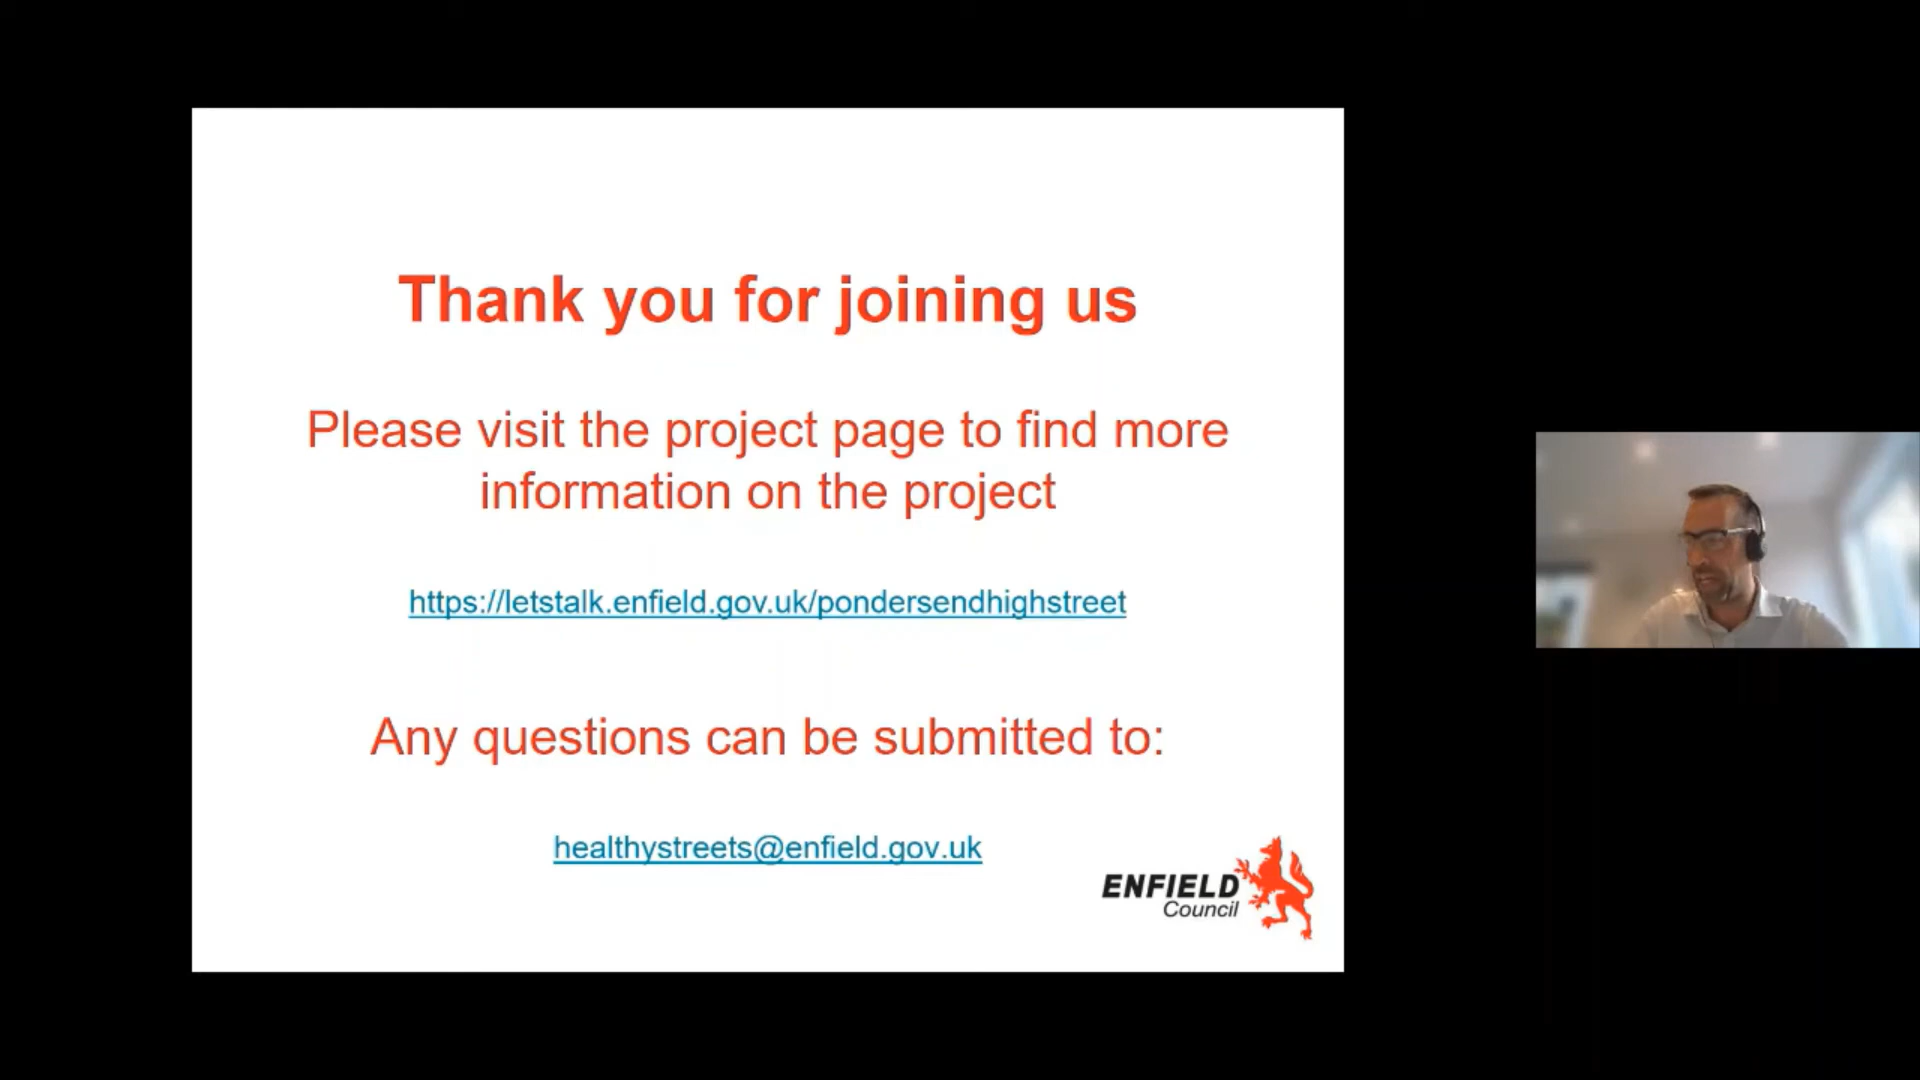 Thank you for joining us
Please visit the project page to find more
information on the project
https://letstalk.enfield.gov.uk/pondersendhighstreet
Any questions can be submitted to:
healthystreets@enfield.gov.uk
ENFIELD
Council